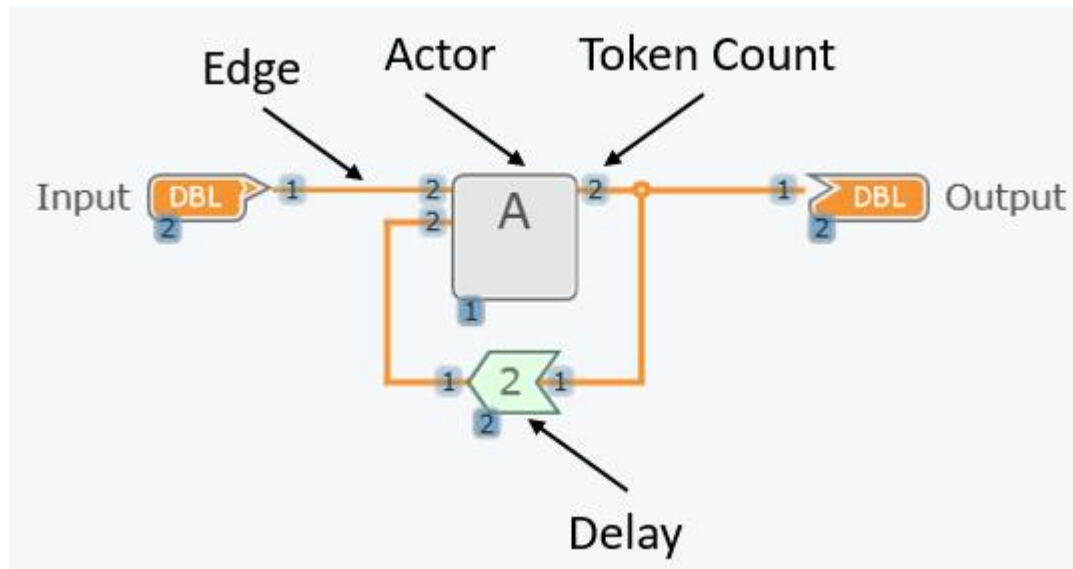 Edge
Actor
Token Count
Input DBL 1 2 A 2 1 DBL Output
2 2 2
1
1 2 1
2
Delay